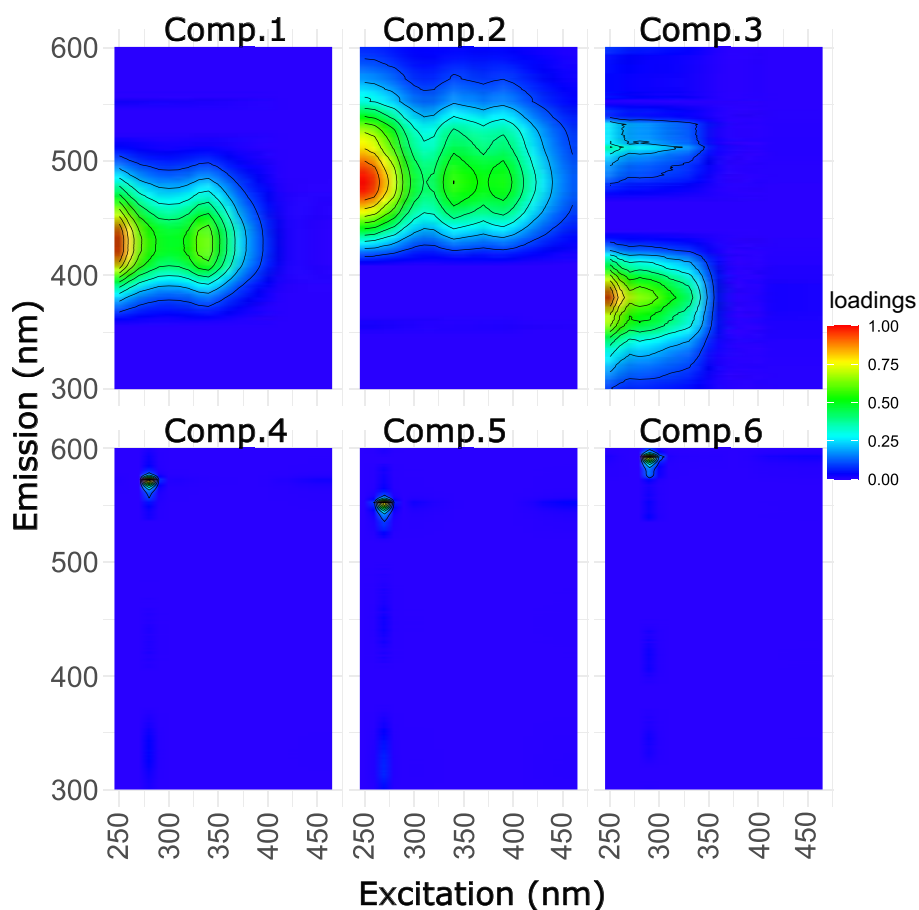 Comp.1 Comp.2 Comp.3
600
500
400
300
loadings
1.00
0.75
0.50
0.25
0.00
Comp.4 Comp.5 Comp.6
600
500
400
300
250 300 350 400 450 250 300 350 400 450 250 300 350 400 450
Emission (nm)
Excitation (nm)